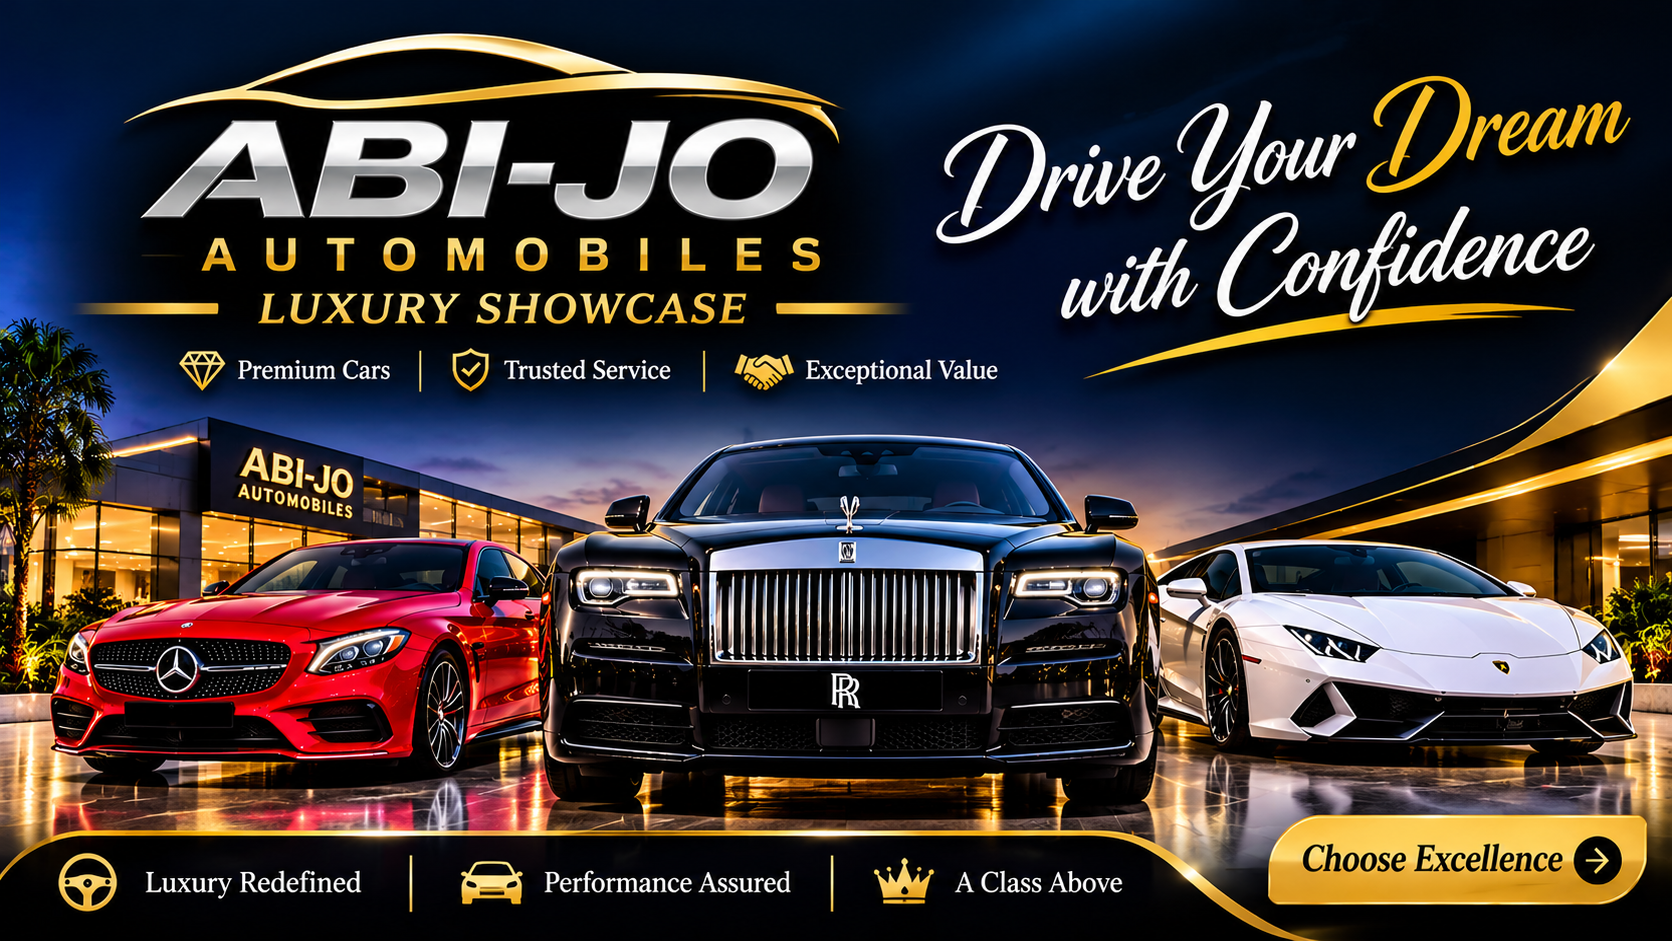 ABI-JO
AUTOMOBILES
LUXURY SHOWCASE
Premium Cars
Trusted Service
Exceptional Value
Drive Your Dream
with Confidence
ABI-JO
AUTOMOBILES
RR
Luxury Redefined
Performance Assured
A Class Above
Choose Excellence